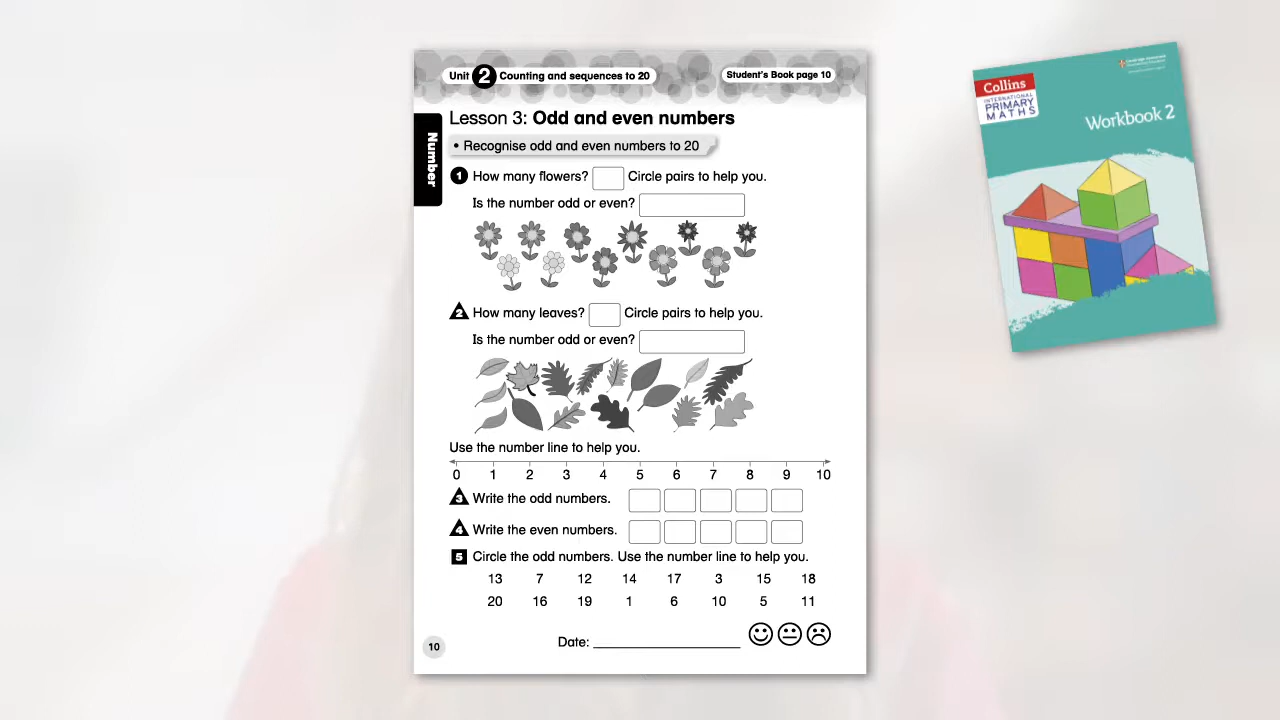 Unit 2 Counting and sequences to 20
Student's Book page 10
Number
Lesson 3: Odd and even numbers
• Recognise odd and even numbers to 20
1 How many flowers? Circle pairs to help you.
Is the number odd or even?
2 How many leaves? Circle pairs to help you.
Is the number odd or even?
Use the number line to help you.
0 1 2 3 4 5 6 7 8 9 10
3 Write the odd numbers.
4 Write the even numbers.
5 Circle the odd numbers. Use the number line to help you.
13 7 12 14 17 3 15 18
20 16 19 1 6 10 5 11
10
Date:
Collins
INTERNATIONAL
PRIMARY
MATHS
Workbook 2